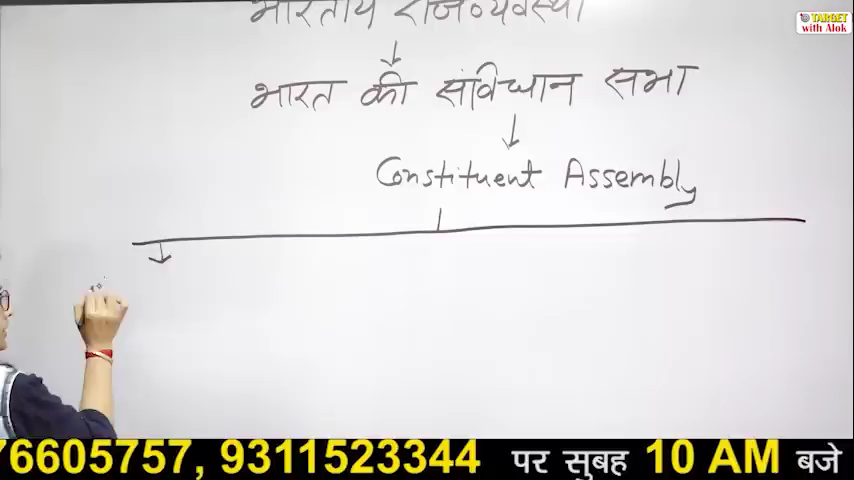 भारतीय राजव्यवस्था
भारत की संविधान सभा
Constituent Assembly
TARGET
with Alok
76605757, 9311523344 पर सुबह 10 AM बजे